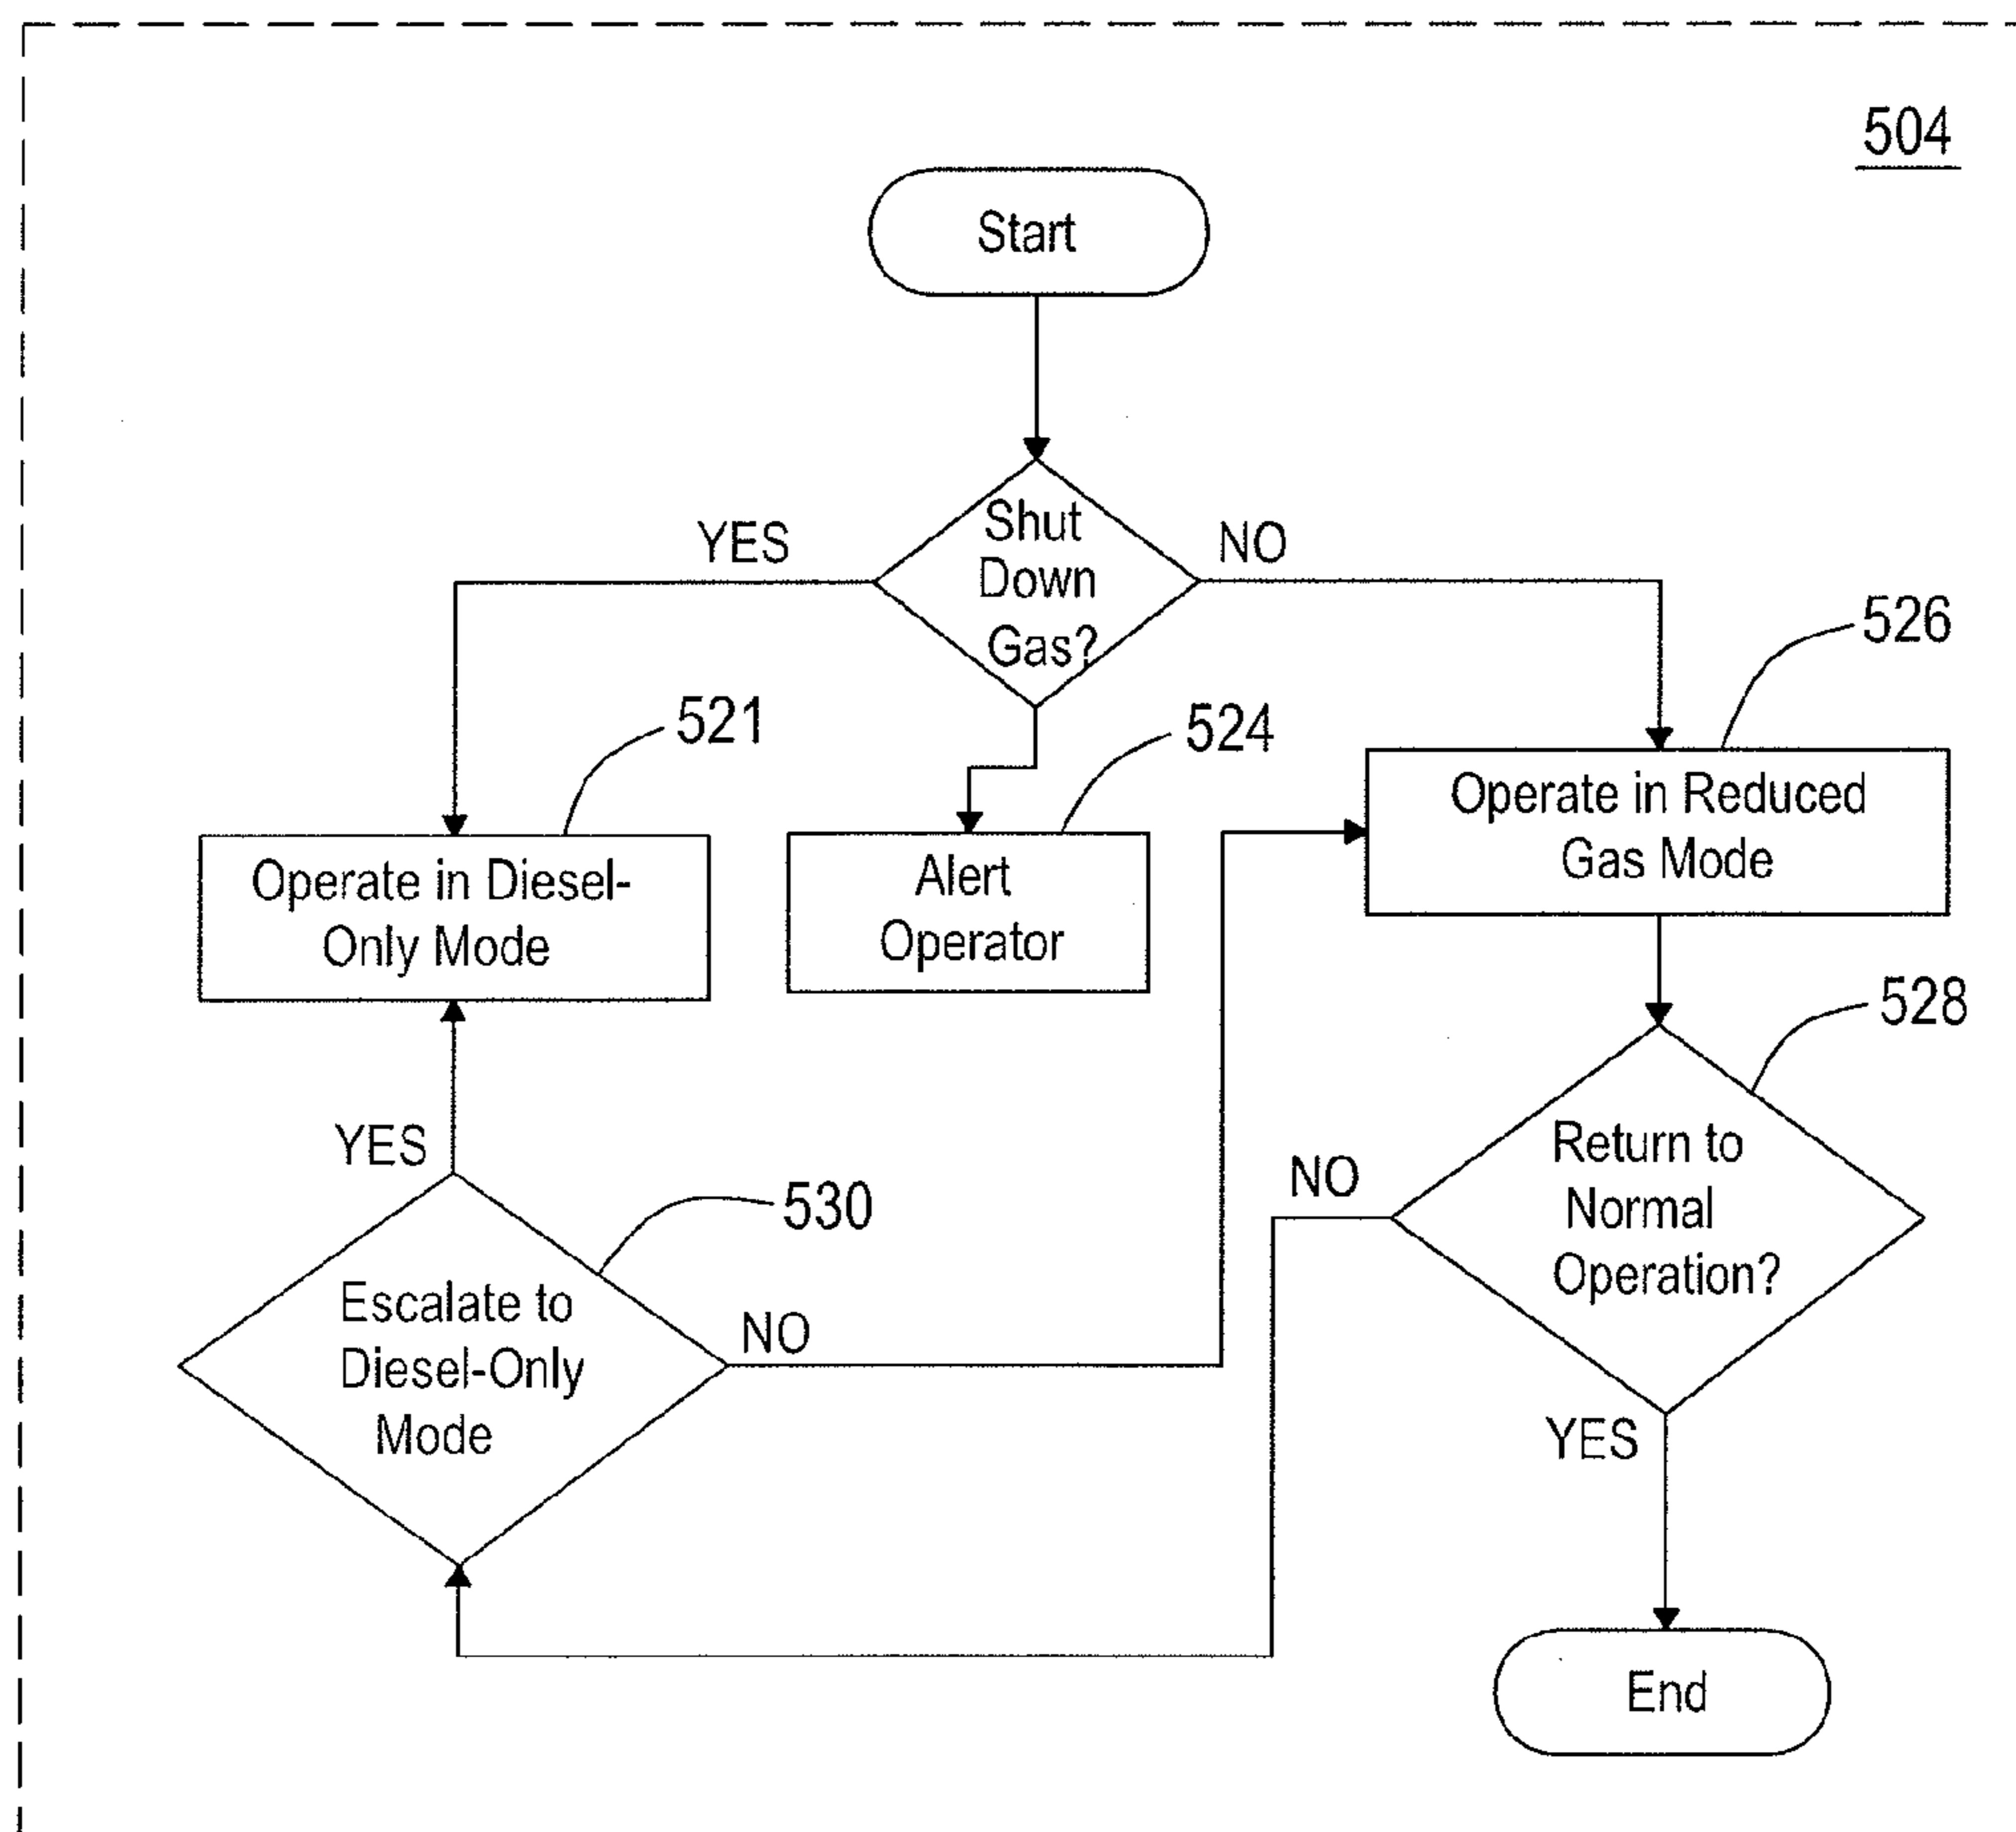 504
Start
Shut
Down
Gas?
YES
NO
526
521
524
Operate in Reduced
Gas Mode
Operate in Diesel-
Only Mode
Alert
Operator
528
YES
530
Return to
Normal
Operation?
NO
Escalate to
Diesel-Only
Mode
NO
YES
End